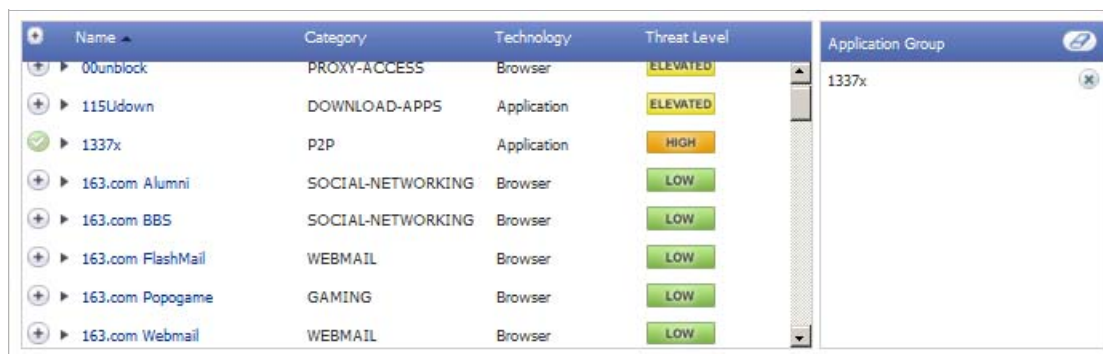 Name Category Technology Threat Level Application Group
00unblock PROXY-ACCESS Browser ELEVATED
1337x
115Udown DOWNLOAD-APPS Application ELEVATED
1337x P2P Application HIGH
163.com Alumni SOCIAL-NETWORKING Browser LOW
163.com BBS SOCIAL-NETWORKING Browser LOW
163.com FlashMail WEBMAIL Browser LOW
163.com Popogame GAMING Browser LOW
163.com Webmail WEBMAIL Browser LOW